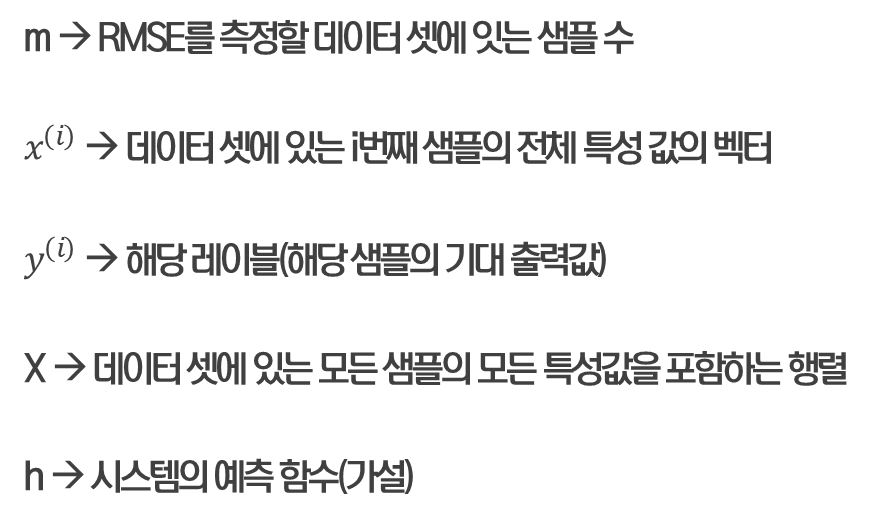 m → RMSE를 측정할 데이터 셋에 잇는 샘플 수
x^(i) → 데이터 셋에 있는 i번째 샘플의 전체 특성 값의 벡터
y^(i) → 해당 레이블(해당 샘플의 기대 출력값)
X → 데이터 셋에 있는 모든 샘플의 모든 특성값을 포함하는 행렬
h → 시스템의 예측 함수(가설)